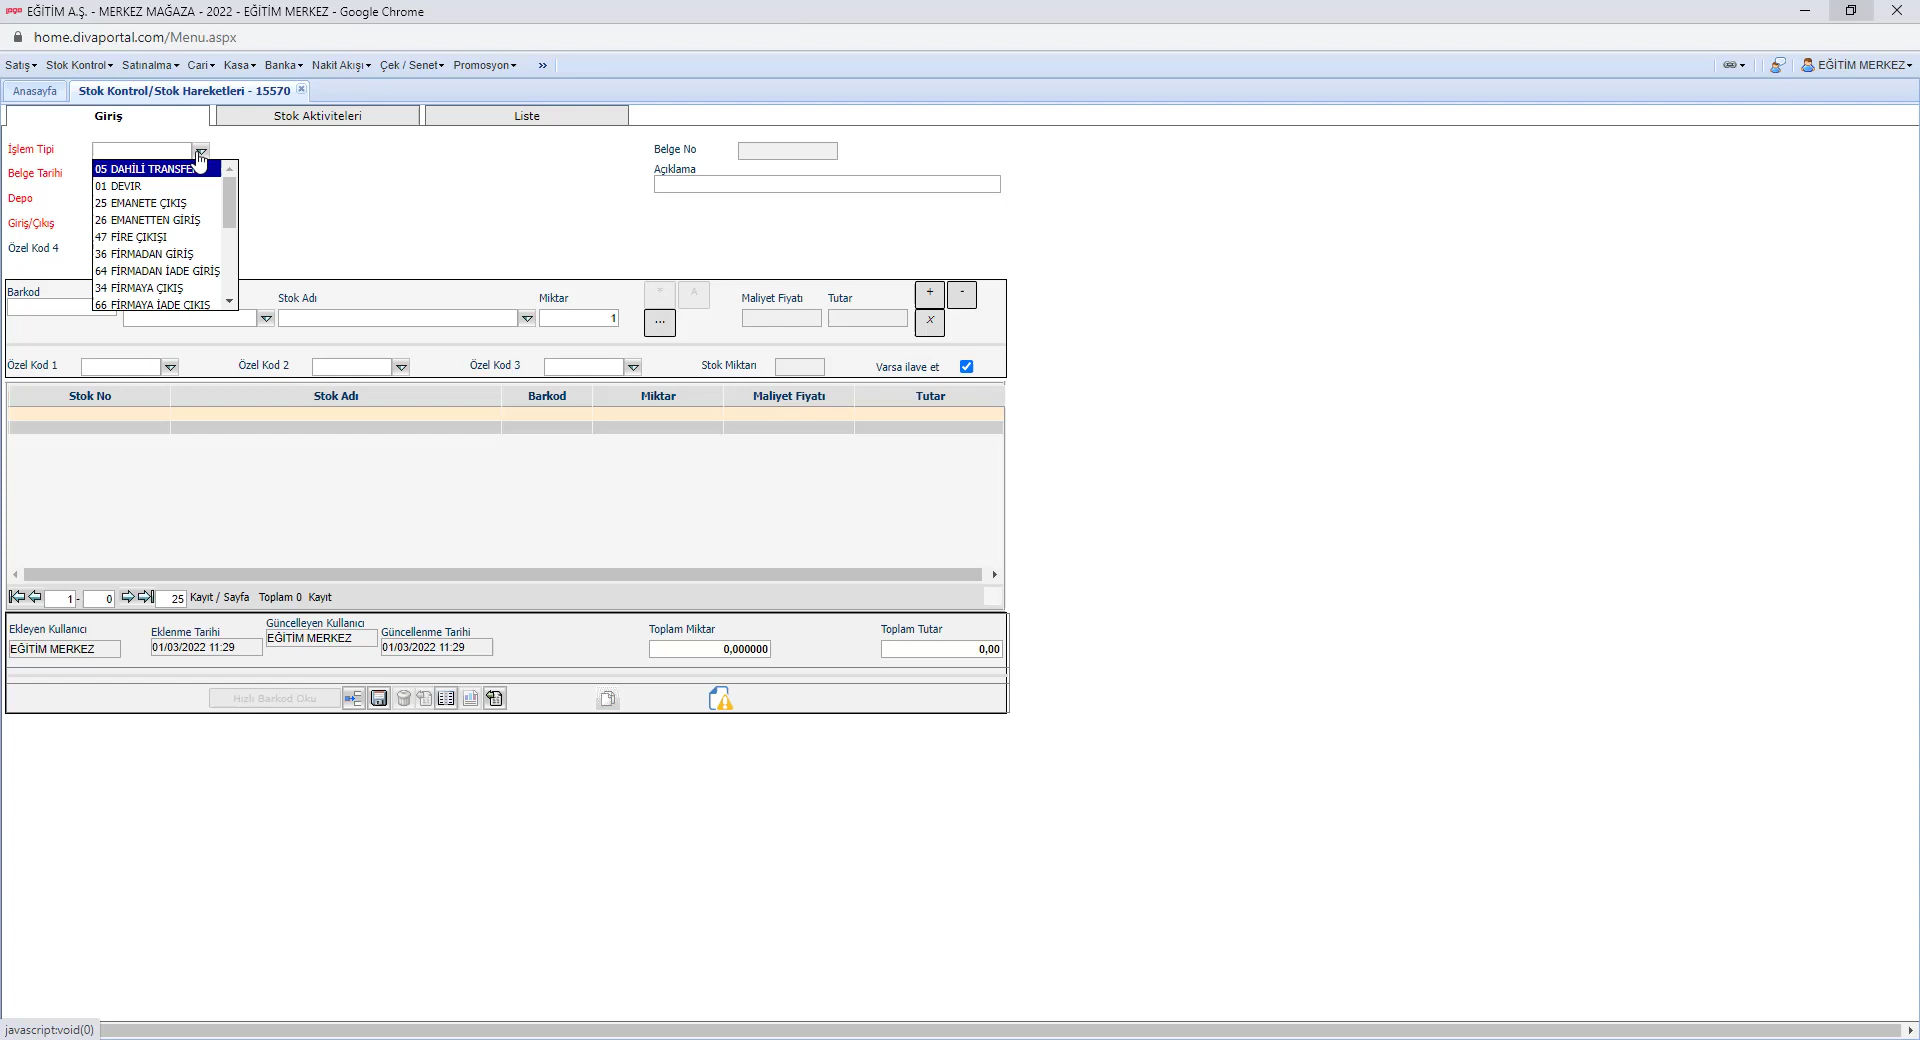 logo EĞİTİM A.Ş. - MERKEZ MAĞAZA - 2022 - EĞİTİM MERKEZ - Google Chrome
home.divaportal.com/Menu.aspx
Satış Stok Kontrol Satınalma Cari Kasa Banka Nakit Akışı Çek / Senet Promosyon » EĞİTİM MERKEZ
Anasayfa Stok Kontrol/Stok Hareketleri - 15570
Giriş Stok Aktiviteleri Liste
İşlem Tipi Belge No
05 DAHİLİ TRANSFER Açıklama
Belge Tarihi
01 DEVIR
Depo
25 EMANETE ÇIKIŞ
26 EMANETTEN GİRİŞ
Giriş/Çıkış
47 FİRE ÇIKIŞI
Özel Kod 4
36 FİRMADAN GİRİŞ
64 FİRMADAN İADE GİRİŞ
34 FİRMAYA ÇIKIŞ
66 FİRMAYA İADE ÇIKIŞ
Barkod Stok Adı Miktar * A Maliyet Fiyatı Tutar + -
1 ... X
Özel Kod 1 Özel Kod 2 Özel Kod 3 Stok Miktarı Varsa ilave et
Stok No Stok Adı Barkod Miktar Maliyet Fiyatı Tutar
1 - 0 25 Kayıt / Sayfa Toplam 0 Kayıt
Ekleyen Kullanıcı Eklenme Tarihi Güncelleyen Kullanıcı Güncellenme Tarihi Toplam Miktar Toplam Tutar
EĞİTİM MERKEZ 01/03/2022 11:29 EĞİTİM MERKEZ 01/03/2022 11:29 0,000000 0,00
Hızlı Barkod Oku
javascript:void(0)